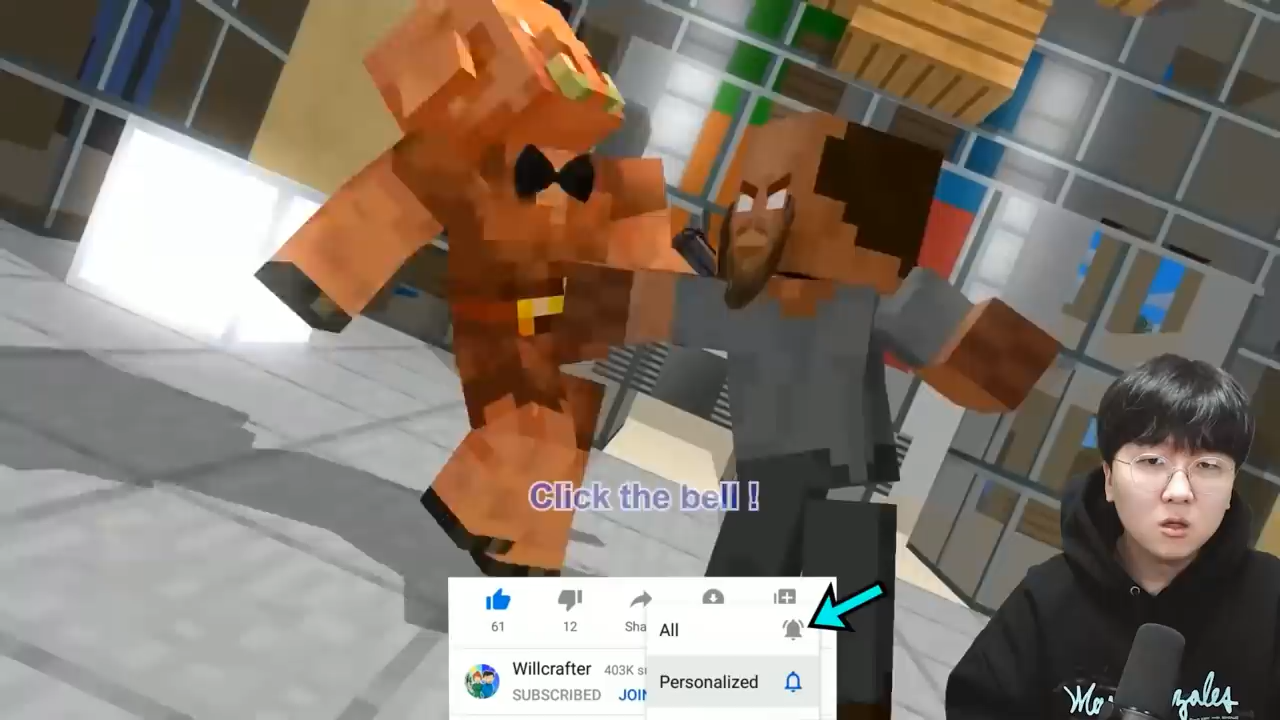 Click the bell !
61
12
Sha
All
Willcrafter
403K
SUBSCRIBED
JOIN
Personalized